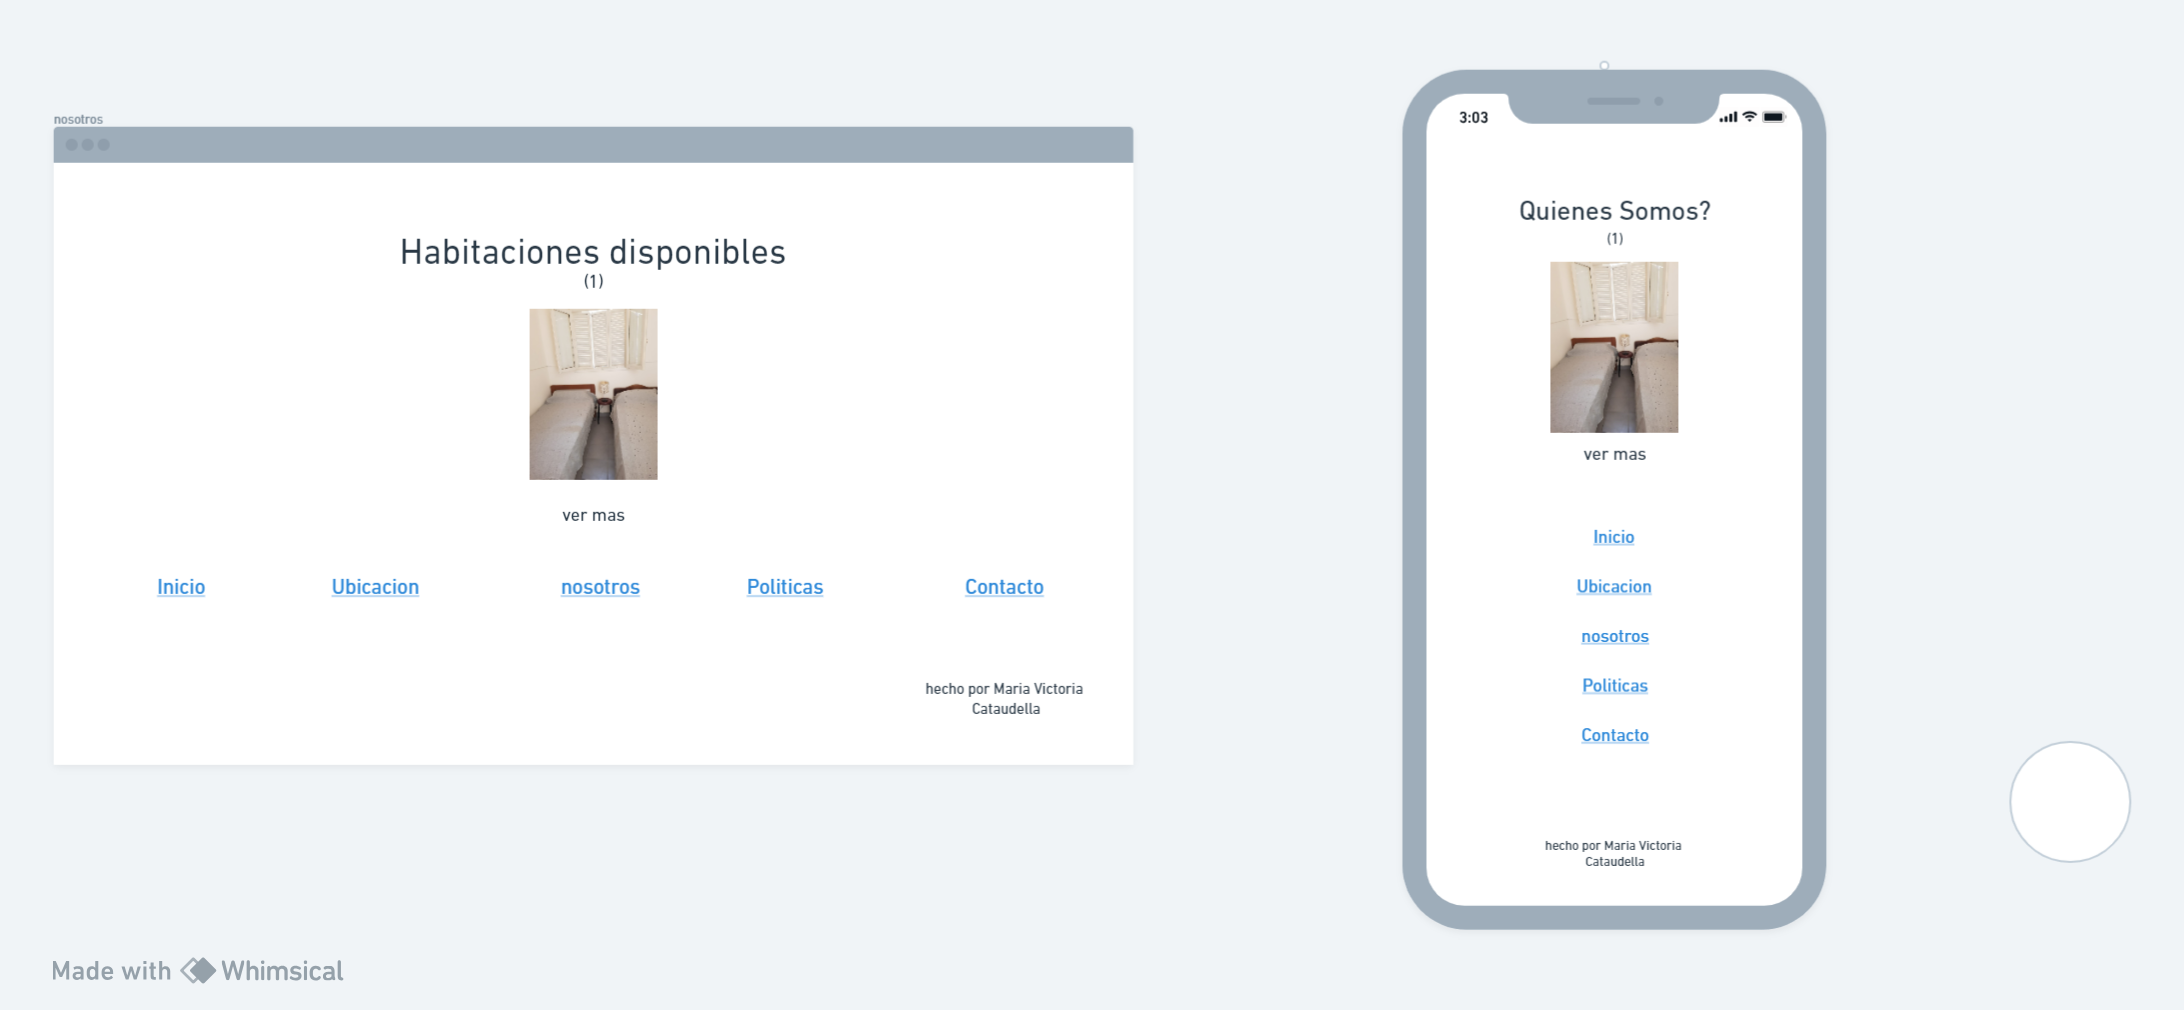 nosotros
Habitaciones disponibles
(1)
ver mas
Inicio Ubicacion nosotros Politicas Contacto
hecho por Maria Victoria
Cataudella
3:03
Quienes Somos?
(1)
ver mas
Inicio
Ubicacion
nosotros
Politicas
Contacto
hecho por Maria Victoria
Cataudella
Made with Whimsical